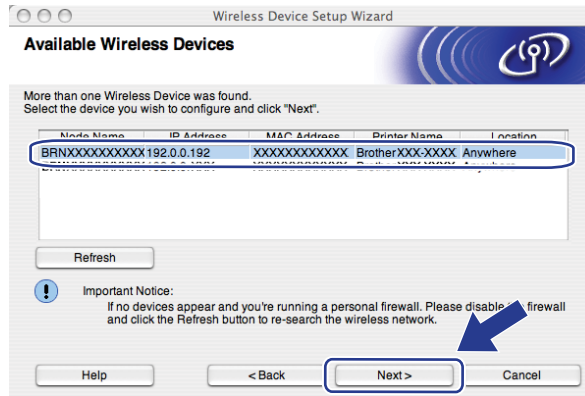 Wireless Device Setup Wizard
Available Wireless Devices
More than one Wireless Device was found.
Select the device you wish to configure and click "Next".
Node Name IP Address MAC Address Printer Name Location
BRNXXXXXXXXXX 192.0.0.192 XXXXXXXXXXXX Brother XXX-XXXX Anywhere
Refresh
Important Notice:
If no devices appear and you're running a personal firewall. Please disable firewall
and click the Refresh button to re-search the wireless network.
Help < Back Next > Cancel